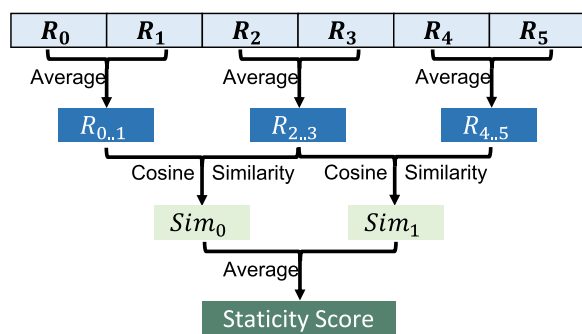 R0 R1 R2 R3 R4 R5
Average Average Average
R0..1 R2..3 R4..5
Cosine Similarity Cosine Similarity
Sim0 Sim1
Average
Staticity Score